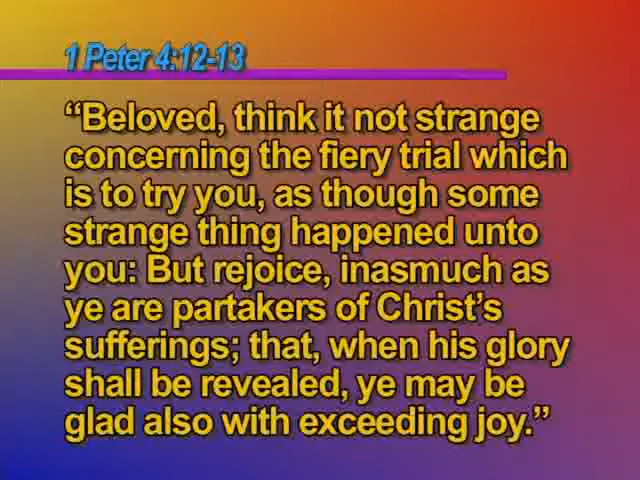 1 Peter 4:12-13
“Beloved, think it not strange
concerning the fiery trial which
is to try you, as though some
strange thing happened unto
you: But rejoice, inasmuch as
ye are partakers of Christ’s
sufferings; that, when his glory
shall be revealed, ye may be
glad also with exceeding joy.”